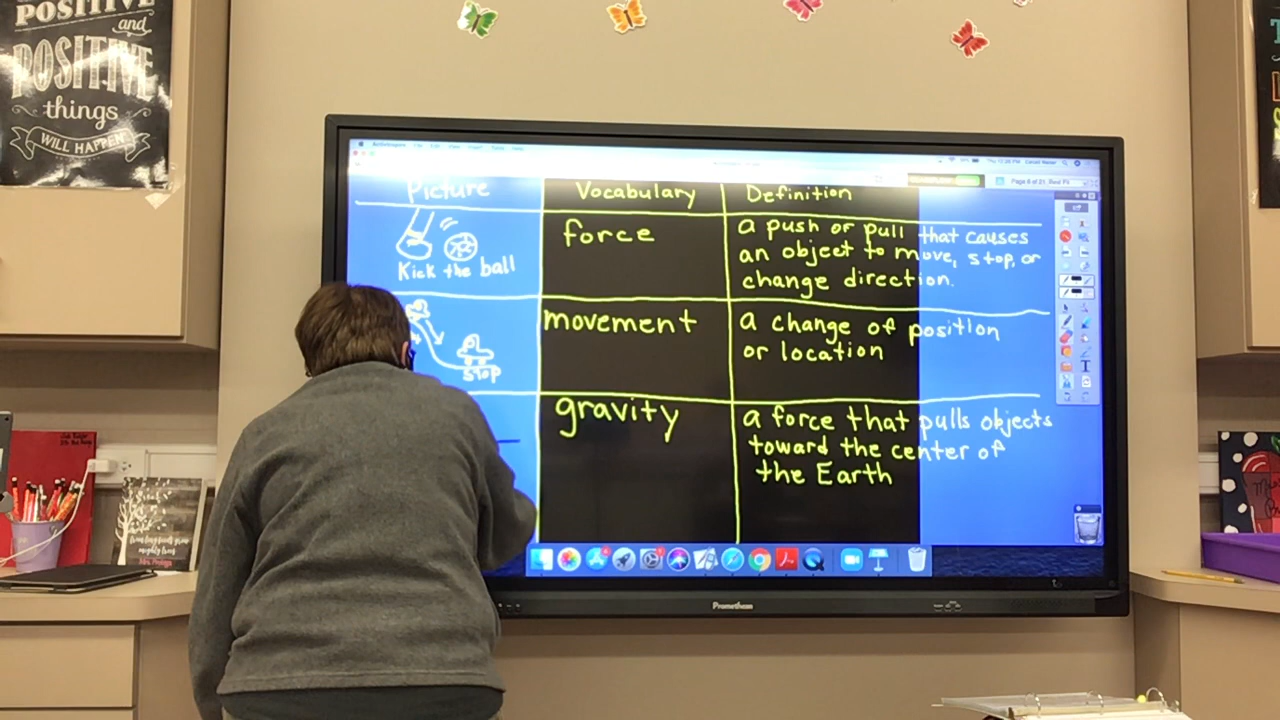 POSITIVE
and
POSITIVE
things
WILL HAPPEN
Picture Vocabulary Definition
Kick the ball
force
a push or pull that causes
an object to move, stop, or
change direction.
stop
movement
a change of position
or location
gravity
a force that pulls objects
toward the center of
the Earth
Promethean